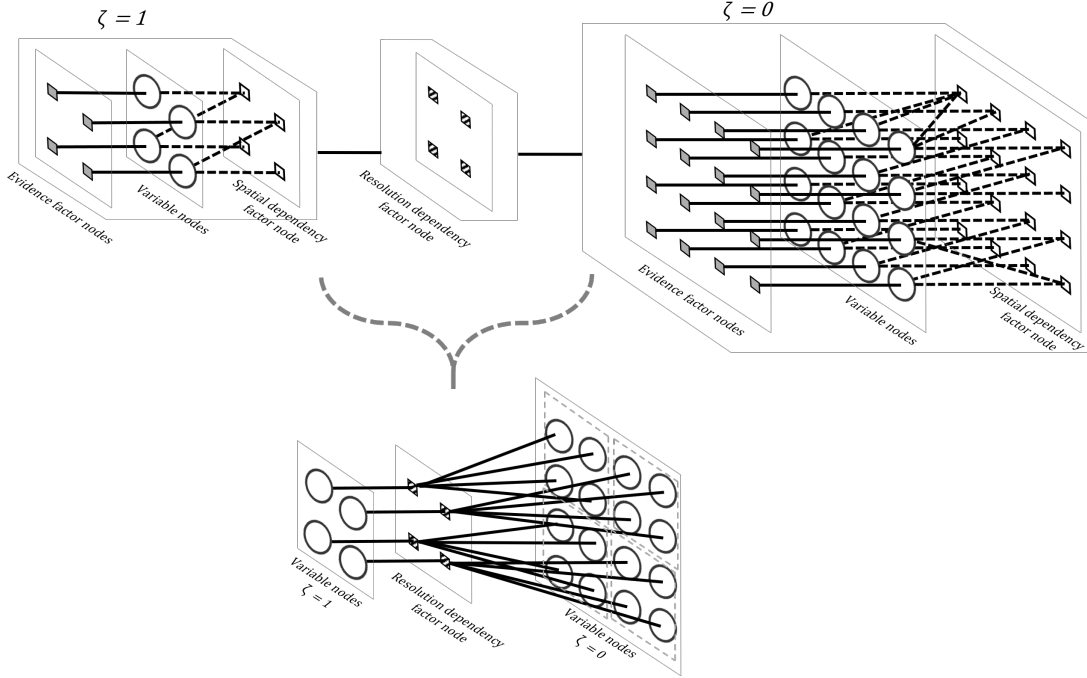 ζ = 1
ζ = 0
Evidence factor nodes
Variable nodes
Spatial dependency
factor node
Resolution dependency
factor node
Evidence factor nodes
Variable nodes
Spatial dependency
factor node
Variable nodes
ζ = 1
Resolution dependency
factor node
Variable nodes
ζ = 0